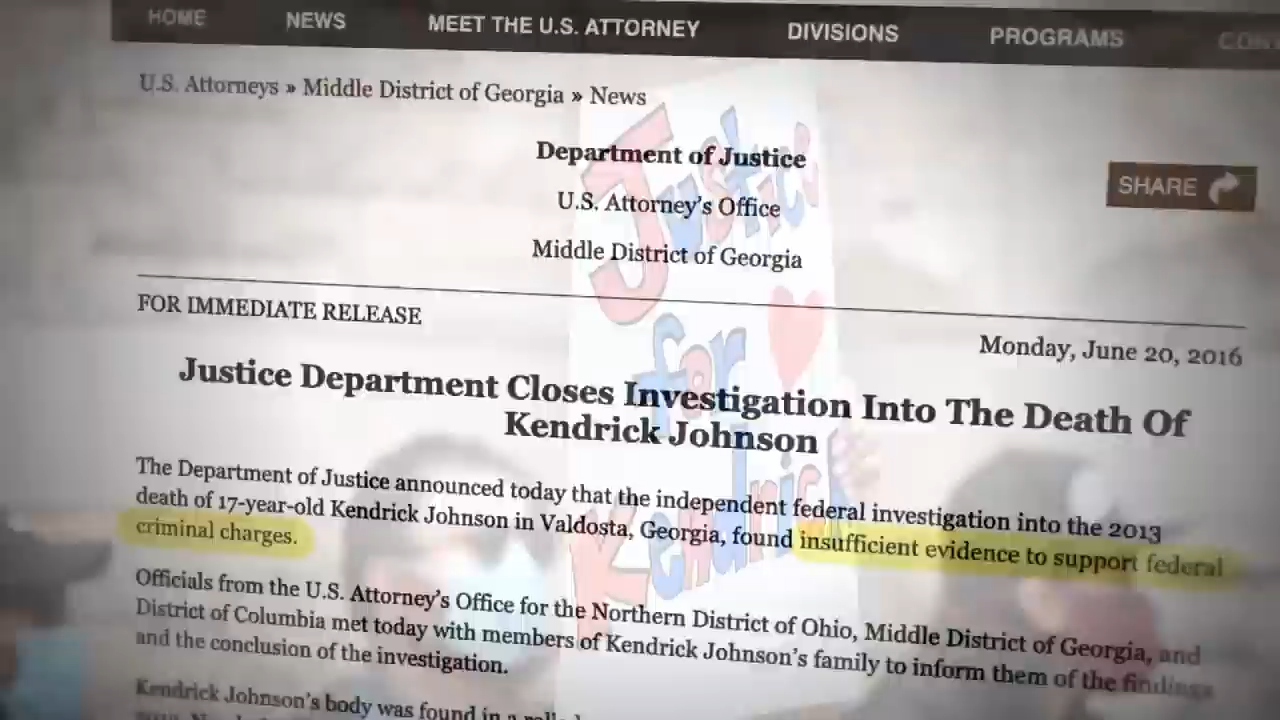 HOME NEWS MEET THE U.S. ATTORNEY DIVISIONS PROGRAMS
U.S. Attorneys » Middle District of Georgia » News
Department of Justice
SHARE
U.S. Attorney's Office
Middle District of Georgia
FOR IMMEDIATE RELEASE
Monday, June 20, 2016
Justice Department Closes Investigation Into The Death Of
Kendrick Johnson
The Department of Justice announced today that the independent federal investigation into the 2013
death of 17-year-old Kendrick Johnson in Valdosta, Georgia, found insufficient evidence to support federal
criminal charges.
Officials from the U.S. Attorney's Office for the Northern District of Ohio, Middle District of Georgia, and
District of Columbia met today with members of Kendrick Johnson's family to inform them of the findings
and the conclusion of the investigation.
Kendrick Johnson's body was found in a
Justice
for
Kendrick